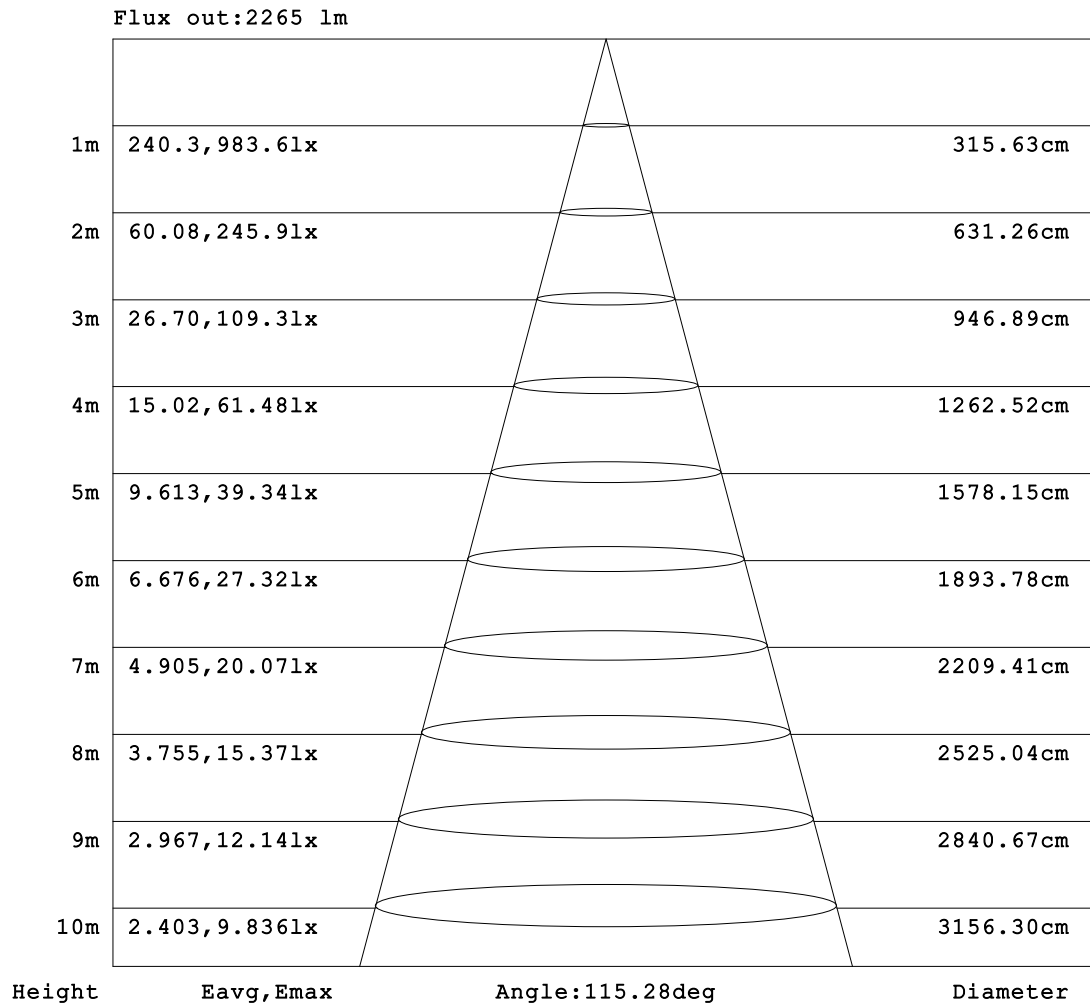 Flux out:2265 lm
1m 240.3,983.6lx 315.63cm
2m 60.08,245.9lx 631.26cm
3m 26.70,109.3lx 946.89cm
4m 15.02,61.48lx 1262.52cm
5m 9.613,39.34lx 1578.15cm
6m 6.676,27.32lx 1893.78cm
7m 4.905,20.07lx 2209.41cm
8m 3.755,15.37lx 2525.04cm
9m 2.967,12.14lx 2840.67cm
10m 2.403,9.836lx 3156.30cm
Height Eavg,Emax Angle:115.28deg Diameter